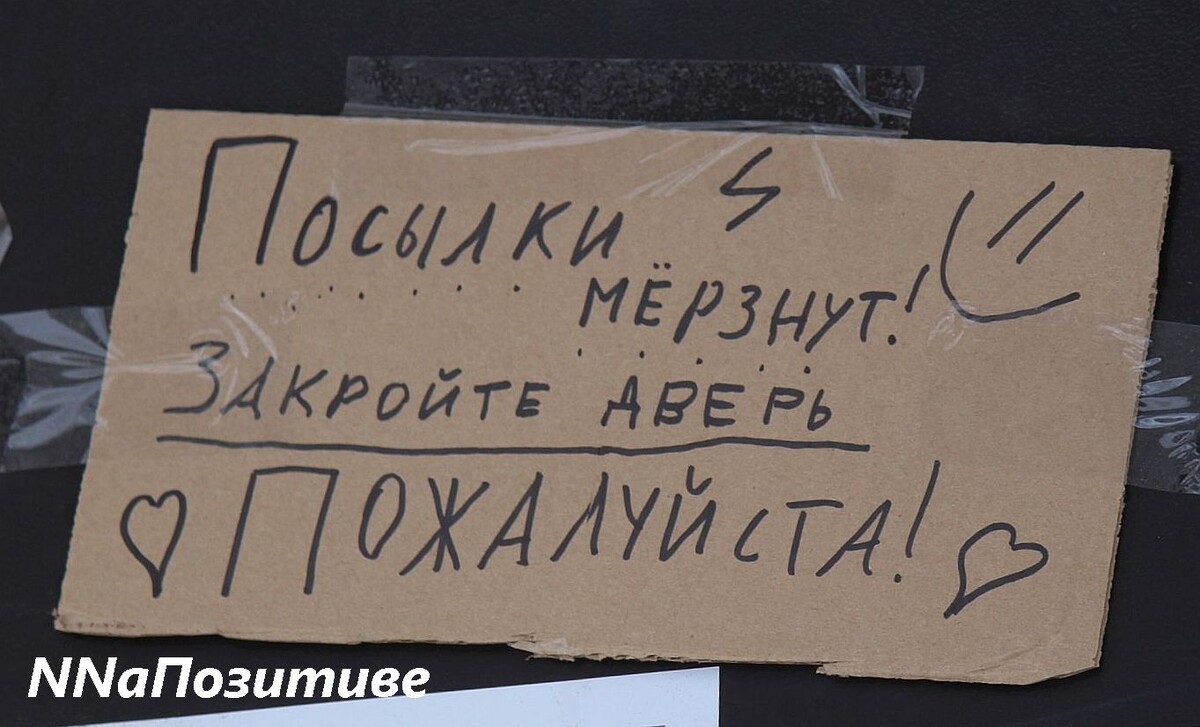 Посылки
мёрзнут!
Закройте дверь
Пожалуйста!
NNаПозитиве